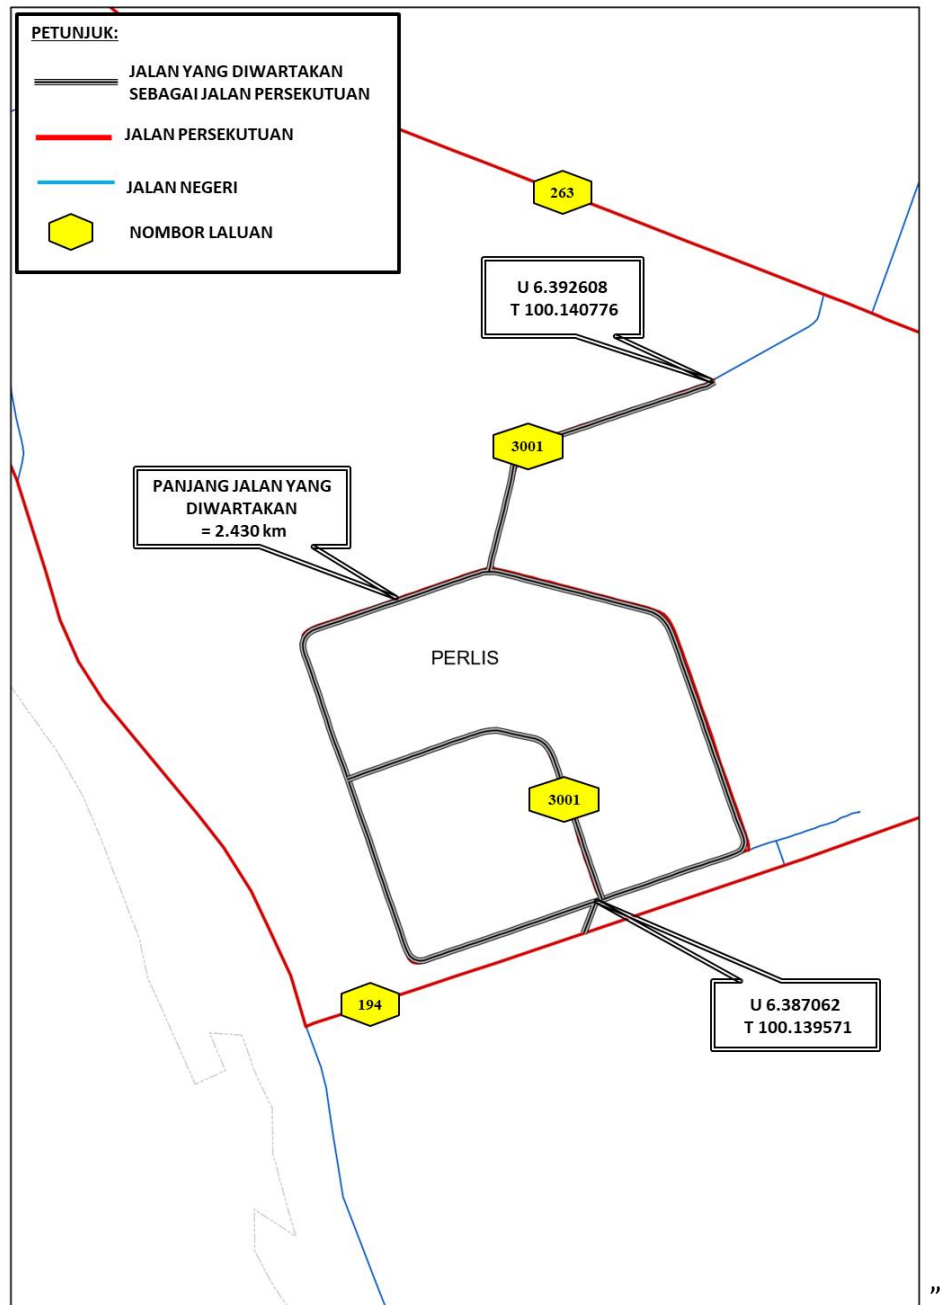 PETUNJUK:
JALAN YANG DIWARTAKAN
SEBAGAI JALAN PERSEKUTUAN
JALAN PERSEKUTUAN
JALAN NEGERI
NOMBOR LALUAN
263
U 6.392608
T 100.140776
3001
PANJANG JALAN YANG
DIWARTAKAN
= 2.430 km
PERLIS
3001
194
U 6.387062
T 100.139571
”